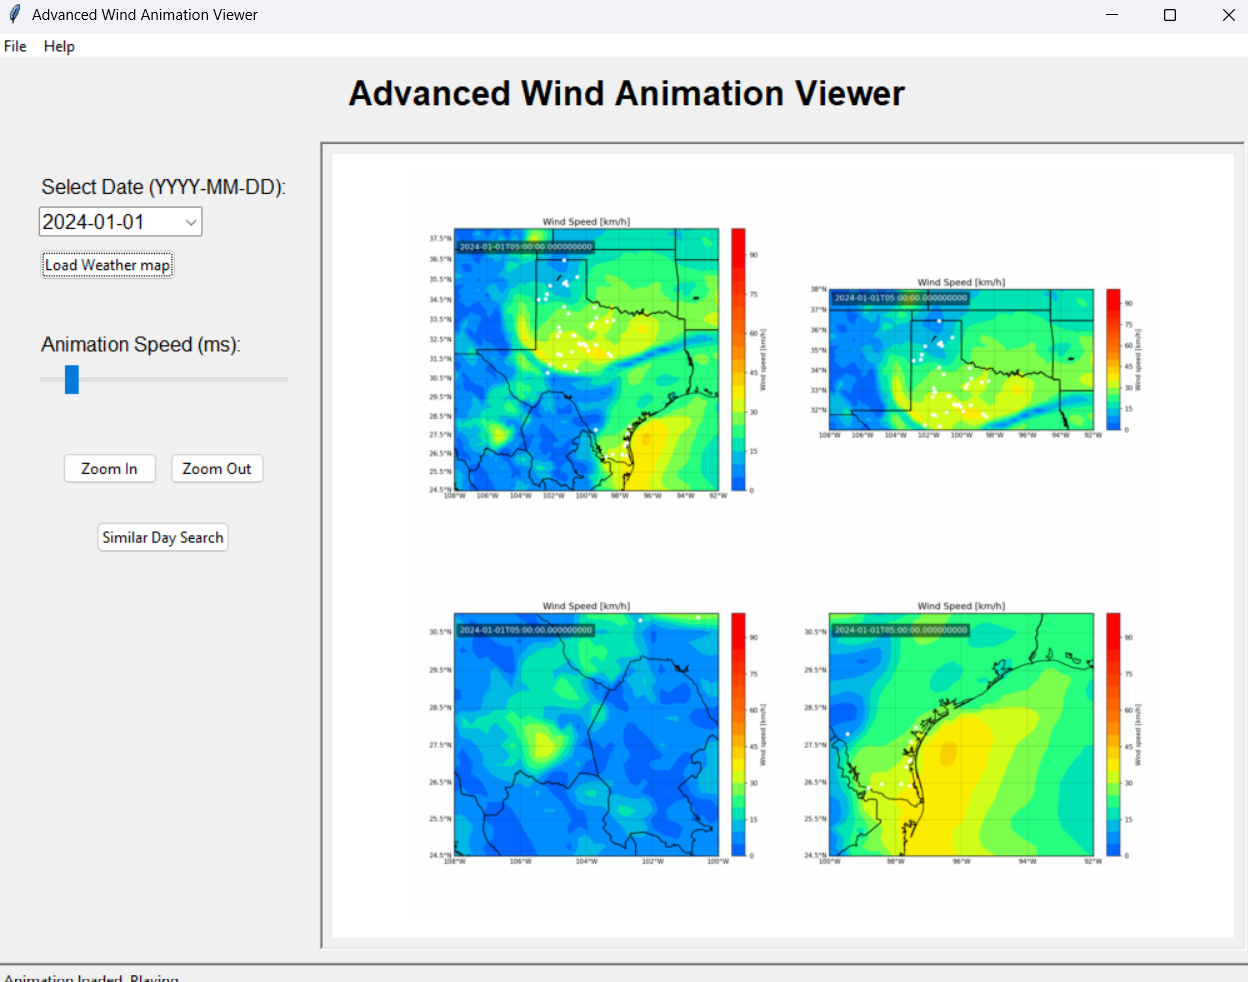 Advanced Wind Animation Viewer
File Help
Advanced Wind Animation Viewer
Select Date (YYYY-MM-DD):
2024-01-01
Load Weather map
Animation Speed (ms):
Zoom In Zoom Out
Similar Day Search
Wind Speed [km/h]
2024-01-01T05:00:00.000000000
37.5°N
36.5°N
35.5°N
34.5°N
33.5°N
32.5°N
31.5°N
30.5°N
29.5°N
28.5°N
27.5°N
26.5°N
25.5°N
24.5°N
108°W 106°W 104°W 102°W 100°W 98°W 96°W 94°W 92°W
90
75
60
45
30
15
0
Wind speed [km/h]
Wind Speed [km/h]
2024-01-01T05:00:00.000000000
38°N
37°N
36°N
35°N
34°N
33°N
32°N
108°W 106°W 104°W 102°W 100°W 98°W 96°W 94°W 92°W
90
75
60
45
30
15
0
Wind speed [km/h]
Wind Speed [km/h]
2024-01-01T05:00:00.000000000
30.5°N
29.5°N
28.5°N
27.5°N
26.5°N
25.5°N
24.5°N
108°W 106°W 104°W 102°W 100°W
90
75
60
45
30
15
0
Wind speed [km/h]
Wind Speed [km/h]
2024-01-01T05:00:00.000000000
30.5°N
29.5°N
28.5°N
27.5°N
26.5°N
25.5°N
24.5°N
100°W 98°W 96°W 94°W 92°W
90
75
60
45
30
15
0
Wind speed [km/h]
Animation loaded. Playing